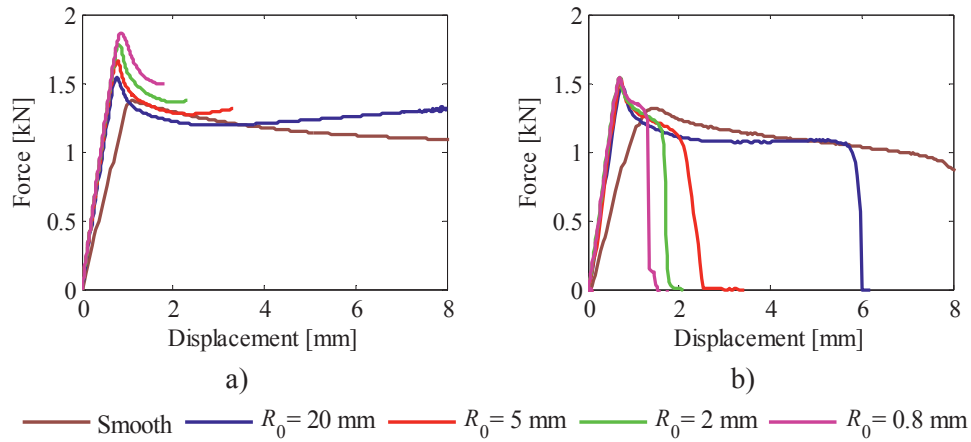 2
1.5
1
0.5
0
Force [kN]
0 2 4 6 8
Displacement [mm]
a)
2
1.5
1
0.5
0
Force [kN]
0 2 4 6 8
Displacement [mm]
b)
Smooth R0= 20 mm R0= 5 mm R0= 2 mm R0= 0.8 mm